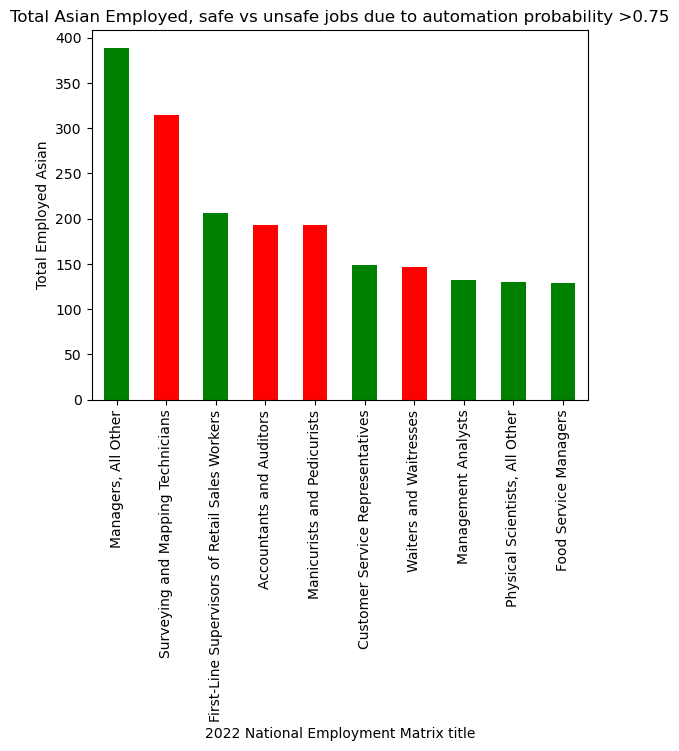 Total Asian Employed, safe vs unsafe jobs due to automation probability >0.75
Total Employed Asian
400
350
300
250
200
150
100
50
0
Managers, All Other
Surveying and Mapping Technicians
First-Line Supervisors of Retail Sales Workers
Accountants and Auditors
Manicurists and Pedicurists
Customer Service Representatives
Waiters and Waitresses
Management Analysts
Physical Scientists, All Other
Food Service Managers
2022 National Employment Matrix title